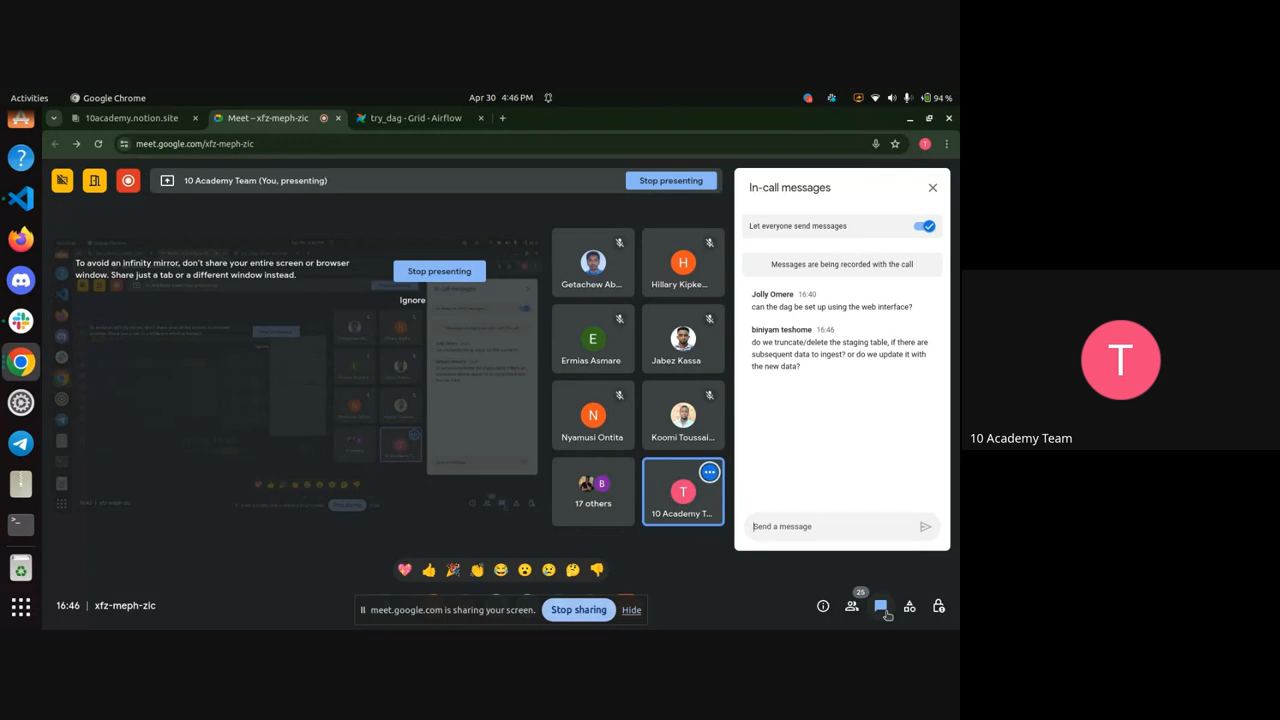 Activities
Google Chrome
Apr 30 4:46 PM
94 %
10academy.notion.site
Meet – xfz-meph-zic
try_dag - Grid - Airflow
meet.google.com/xfz-meph-zic
10 Academy Team (You, presenting)
Stop presenting
To avoid an infinity mirror, don't share your entire screen or browser
window. Share just a tab or a different window instead.
Stop presenting
Ignore
Getachew Ab...
H
Hillary Kipke...
E
Ermias Asmare
Jabez Kassa
N
Nyamusi Ontita
Koomi Toussai...
B
17 others
T
10 Academy T...
In-call messages
Let everyone send messages
Messages are being recorded with the call
Jolly Omere 16:40
can the dag be set up using the web interface?
biniyam teshome 16:46
do we truncate/delete the staging table, if there are
subsequent data to ingest? or do we update it with
the new data?
Send a message
16:46 | xfz-meph-zic
meet.google.com is sharing your screen.
Stop sharing
Hide
25
T
10 Academy Team